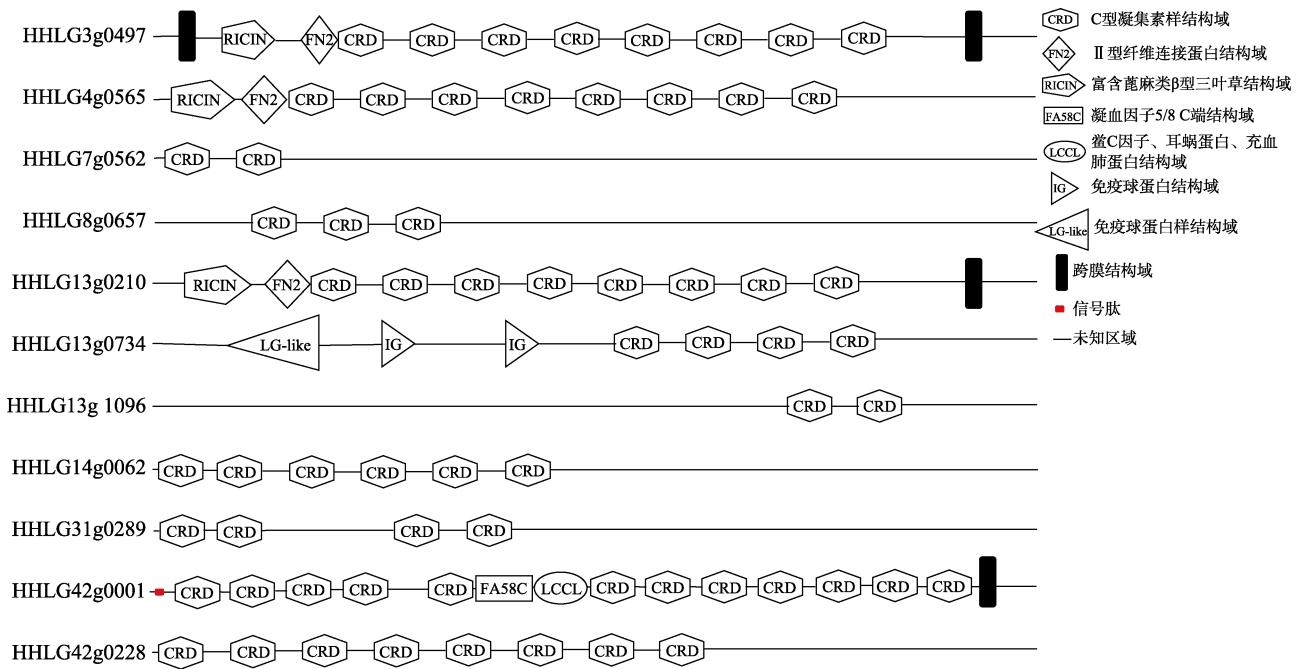 HHLG3g0497 RICIN FN2 CRD CRD CRD CRD CRD CRD CRD CRD
HHLG4g0565 RICIN FN2 CRD CRD CRD CRD CRD CRD CRD CRD
HHLG7g0562 CRD CRD
HHLG8g0657 CRD CRD CRD
HHLG13g0210 RICIN FN2 CRD CRD CRD CRD CRD CRD CRD CRD
HHLG13g0734 LG-like IG IG CRD CRD CRD CRD
HHLG13g 1096 CRD CRD
HHLG14g0062 CRD CRD CRD CRD CRD CRD
HHLG31g0289 CRD CRD CRD CRD
HHLG42g0001 CRD CRD CRD CRD CRD FA58C LCCL CRD CRD CRD CRD CRD CRD CRD
HHLG42g0228 CRD CRD CRD CRD CRD CRD CRD CRD
CRD C型凝集素样结构域
FN2 Ⅱ型纤维连接蛋白结构域
RICIN 富含蓖麻类β型三叶草结构域
FA58C 凝血因子5/8 C端结构域
LCCL 鲎C因子、耳蜗蛋白、充血
肺蛋白结构域
IG 免疫球蛋白结构域
LG-like 免疫球蛋白样结构域
跨膜结构域
信号肽
未知区域